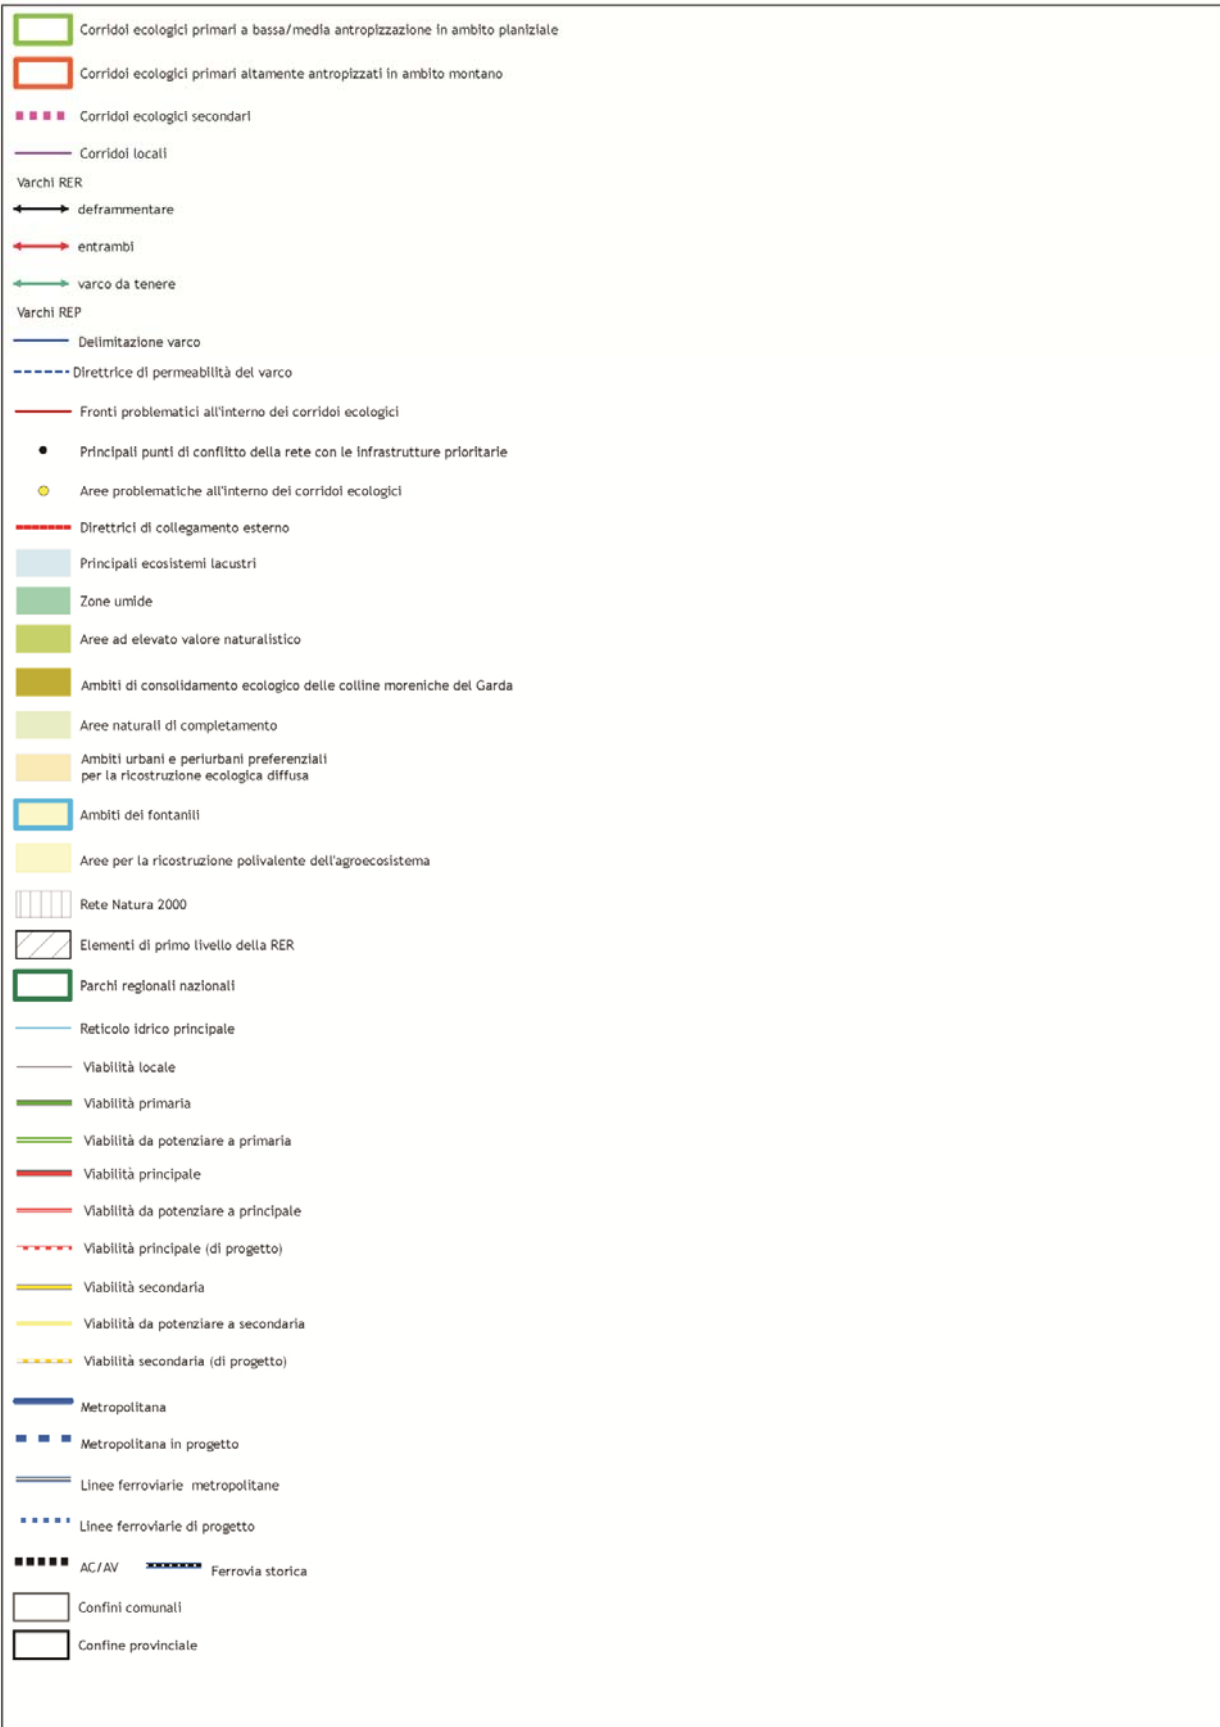 Corridoi ecologici primari a bassa/media antropizzazione in ambito planiziale
Corridoi ecologici primari altamente antropizzati in ambito montano
Corridoi ecologici secondari
Corridoi locali
Varchi RER
deframmentare
entrambi
varco da tenere
Varchi REP
Delimitazione varco
Direttrice di permeabilità del varco
Fronti problematici all'interno dei corridoi ecologici
Principali punti di conflitto della rete con le infrastrutture prioritarie
Aree problematiche all'interno dei corridoi ecologici
Direttrici di collegamento esterno
Principali ecosistemi lacustri
Zone umide
Aree ad elevato valore naturalistico
Ambiti di consolidamento ecologico delle colline moreniche del Garda
Aree naturali di completamento
Ambiti urbani e periurbani preferenziali
per la ricostruzione ecologica diffusa
Ambiti dei fontanili
Aree per la ricostruzione polivalente dell'agroecosistema
Rete Natura 2000
Elementi di primo livello della RER
Parchi regionali nazionali
Reticolo idrico principale
Viabilità locale
Viabilità primaria
Viabilità da potenziare a primaria
Viabilità principale
Viabilità da potenziare a principale
Viabilità principale (di progetto)
Viabilità secondaria
Viabilità da potenziare a secondaria
Viabilità secondaria (di progetto)
Metropolitana
Metropolitana in progetto
Linee ferroviarie metropolitane
Linee ferroviarie di progetto
AC/AV Ferrovia storica
Confini comunali
Confine provinciale